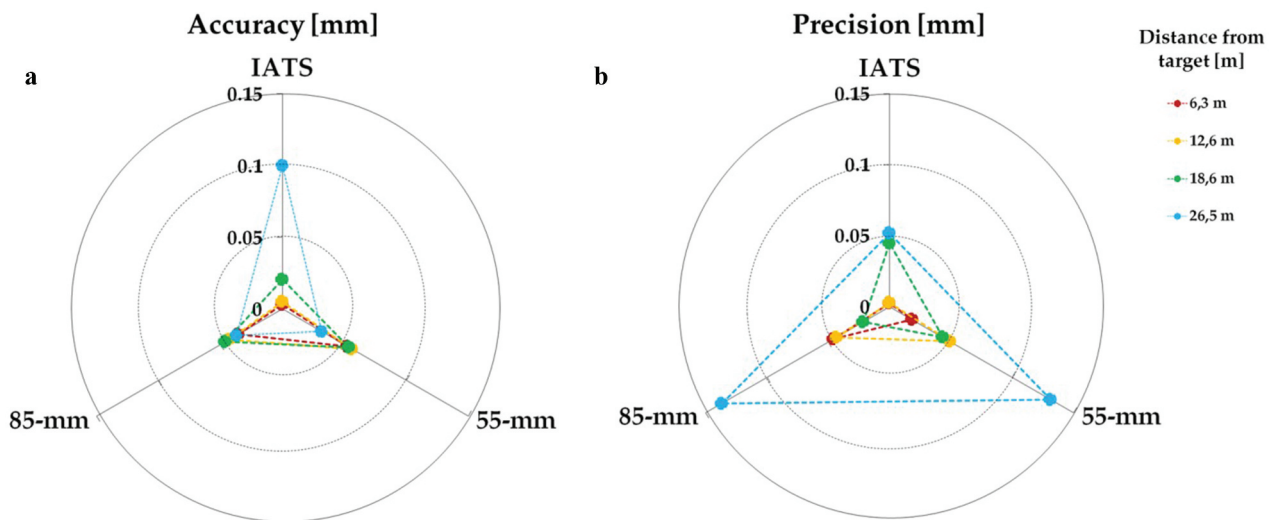 Accuracy [mm]
a
IATS
0.15
0.1
0.05
0
85-mm
55-mm
Precision [mm]
b
IATS
0.15
0.1
0.05
0
85-mm
55-mm
Distance from
target [m]
6,3 m
12,6 m
18,6 m
26,5 m